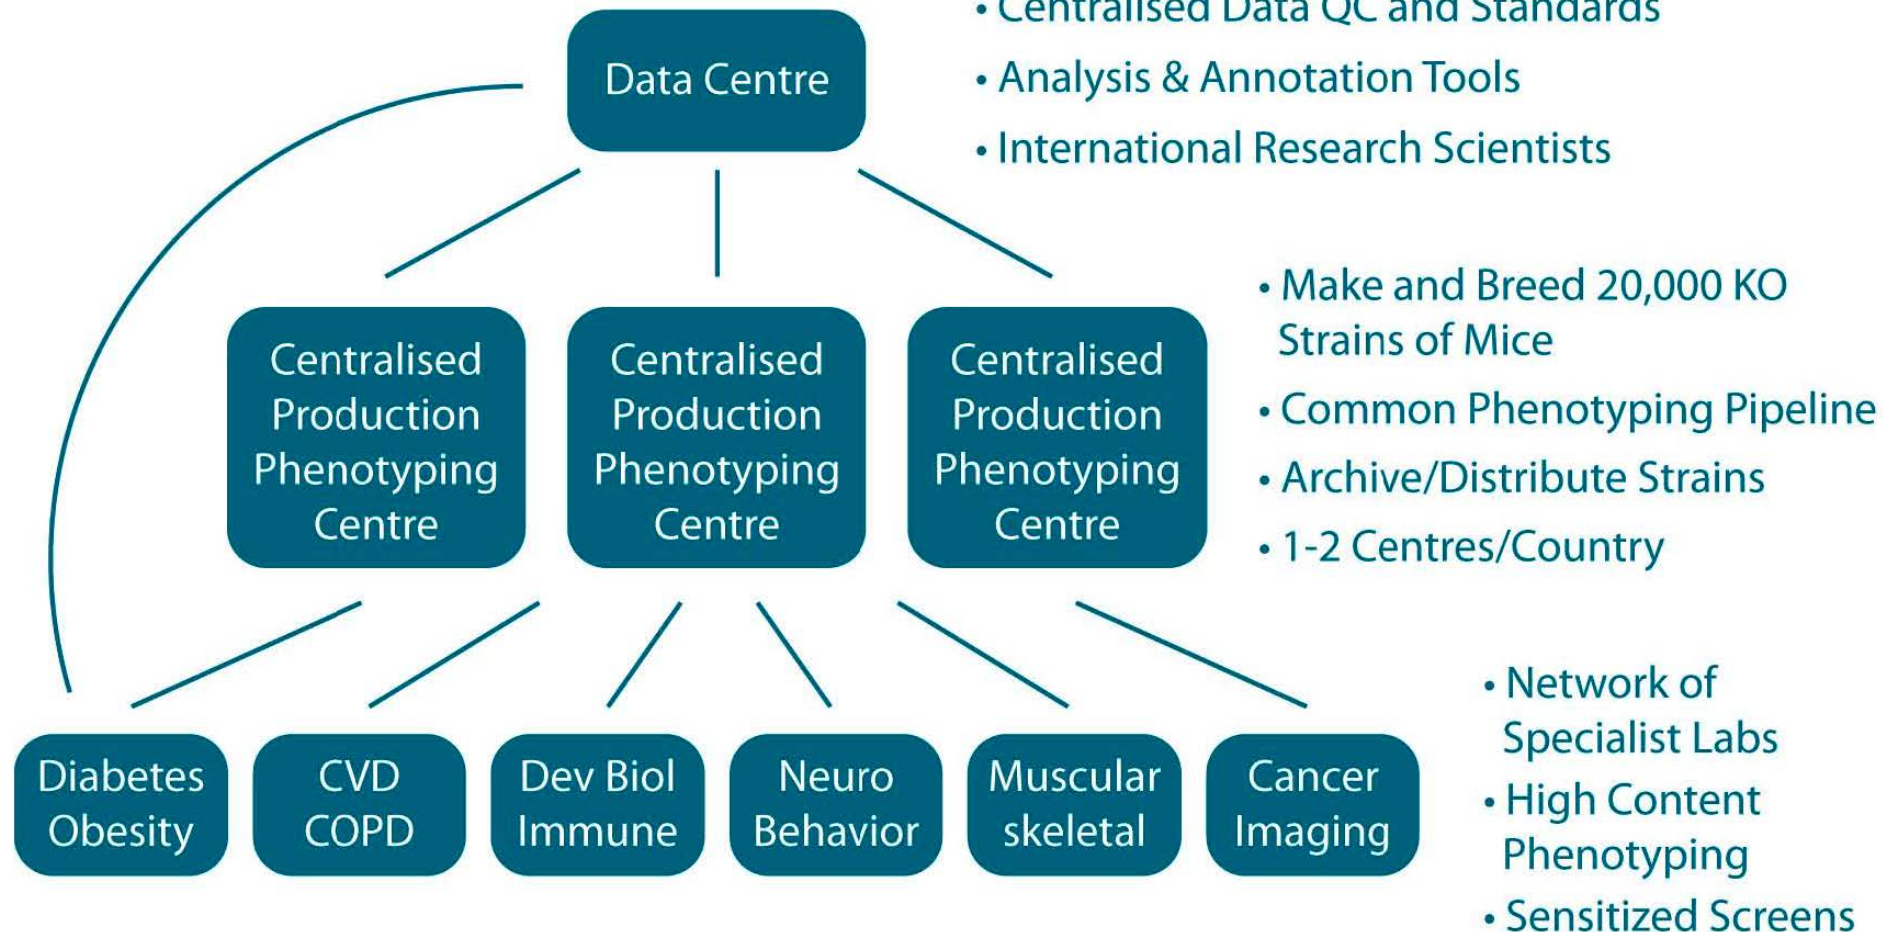 • Centralised Data QC and Standards
Data Centre
• Analysis & Annotation Tools
• International Research Scientists
Centralised
Production
Phenotyping
Centre
Centralised
Production
Phenotyping
Centre
Centralised
Production
Phenotyping
Centre
• Make and Breed 20,000 KO
Strains of Mice
• Common Phenotyping Pipeline
• Archive/Distribute Strains
• 1-2 Centres/Country
Diabetes
Obesity
CVD
COPD
Dev Biol
Immune
Neuro
Behavior
Muscular
skeletal
Cancer
Imaging
• Network of
Specialist Labs
• High Content
Phenotyping
• Sensitized Screens